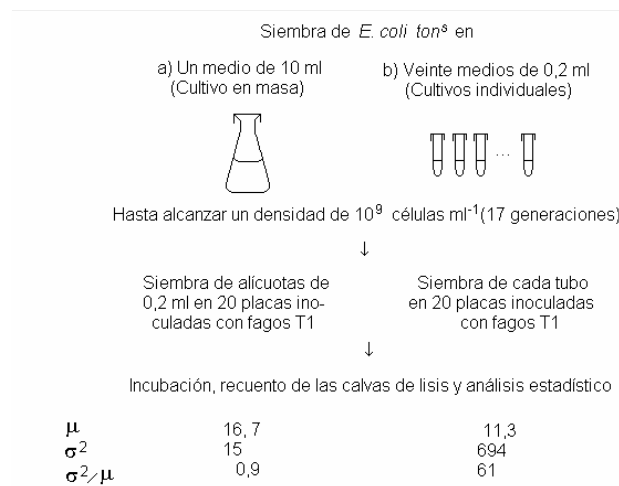 Siembra de E. coli tonˢ en
a) Un medio de 10 ml
(Cultivo en masa)
b) Veinte medios de 0,2 ml
(Cultivos individuales)
...
Hasta alcanzar un densidad de 10⁹ células ml⁻¹(17 generaciones)
↓
Siembra de alícuotas de
0,2 ml en 20 placas ino-
culadas con fagos T1
Siembra de cada tubo
en 20 placas inoculadas
con fagos T1
↓
Incubación, recuento de las calvas de lisis y análisis estadístico
μ 16, 7 11,3
σ² 15 694
σ²/μ 0,9 61